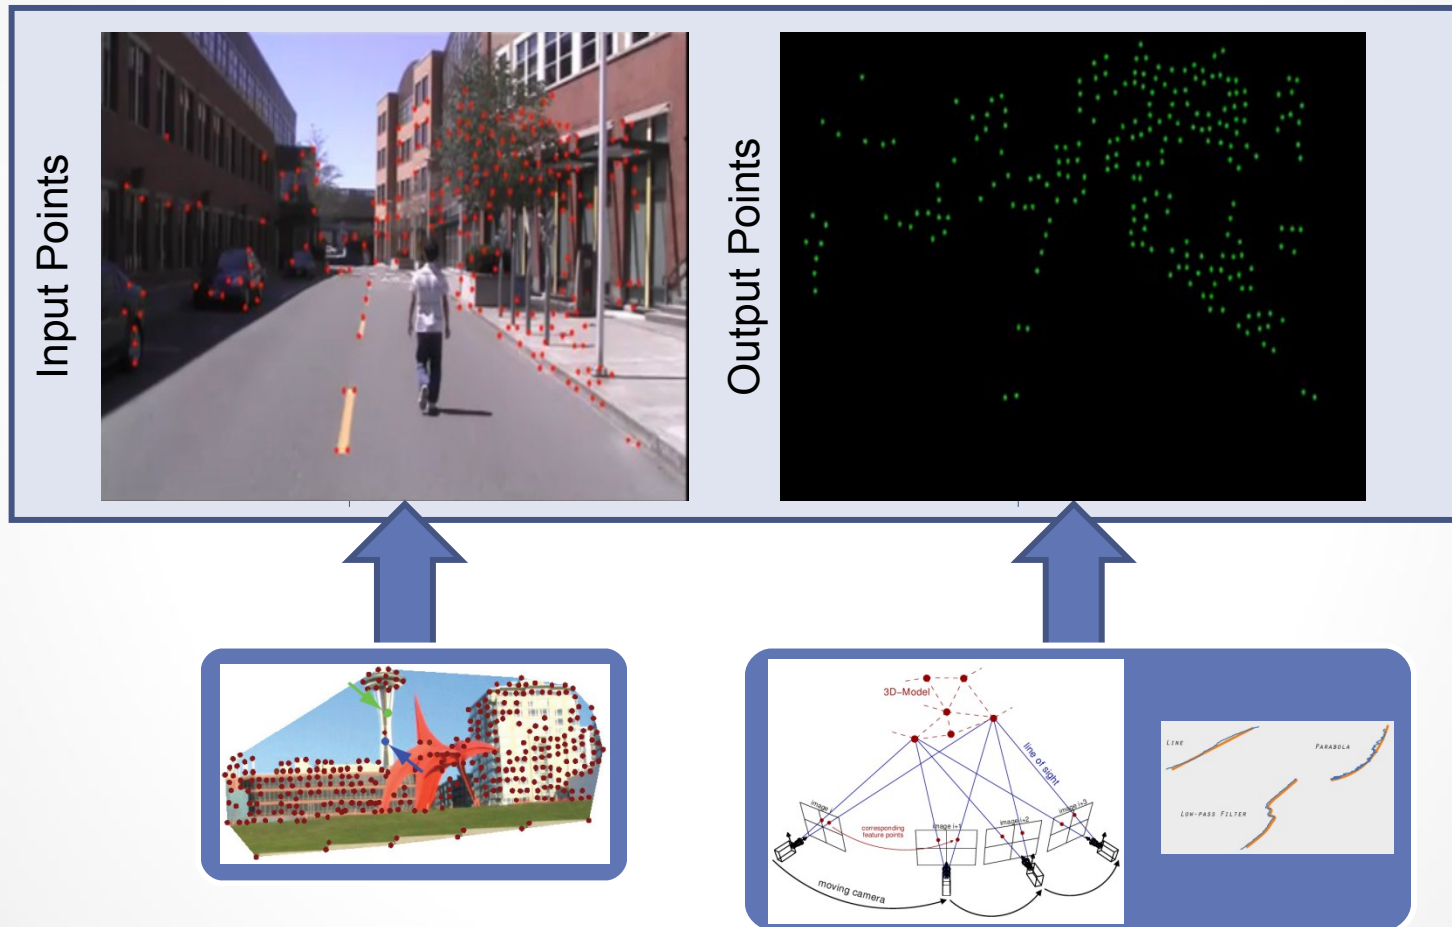 Input Points
Output Points
3D–Model
line of sight
image i
image i+1
image i+2
image i+3
corresponding
feature points
moving camera
LINE
PARABOLA
LOW-PASS FILTER